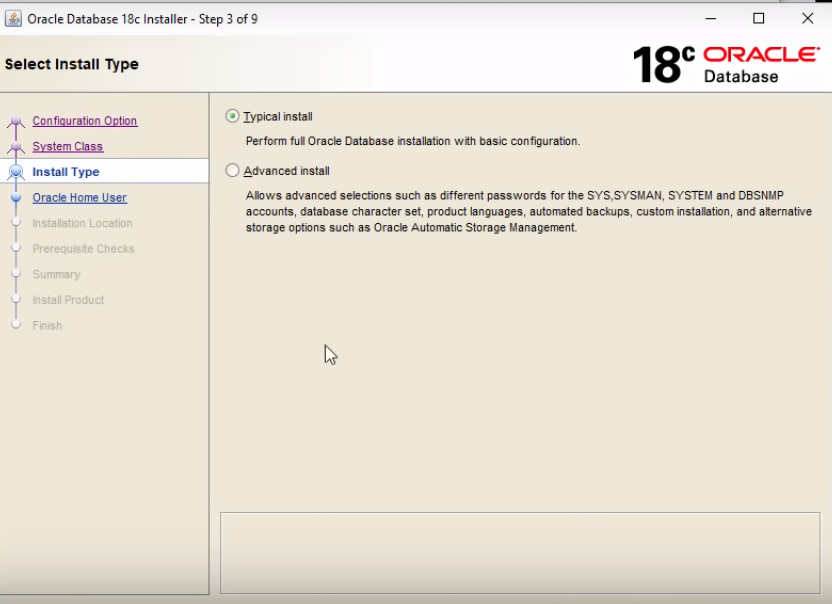 Oracle Database 18c Installer - Step 3 of 9
Select Install Type
18c ORACLE
Database
Configuration Option
System Class
Install Type
Oracle Home User
Installation Location
Prerequisite Checks
Summary
Install Product
Finish
Typical install
Perform full Oracle Database installation with basic configuration.
Advanced install
Allows advanced selections such as different passwords for the SYS,SYSMAN, SYSTEM and DBSNMP
accounts, database character set, product languages, automated backups, custom installation, and alternative
storage options such as Oracle Automatic Storage Management.